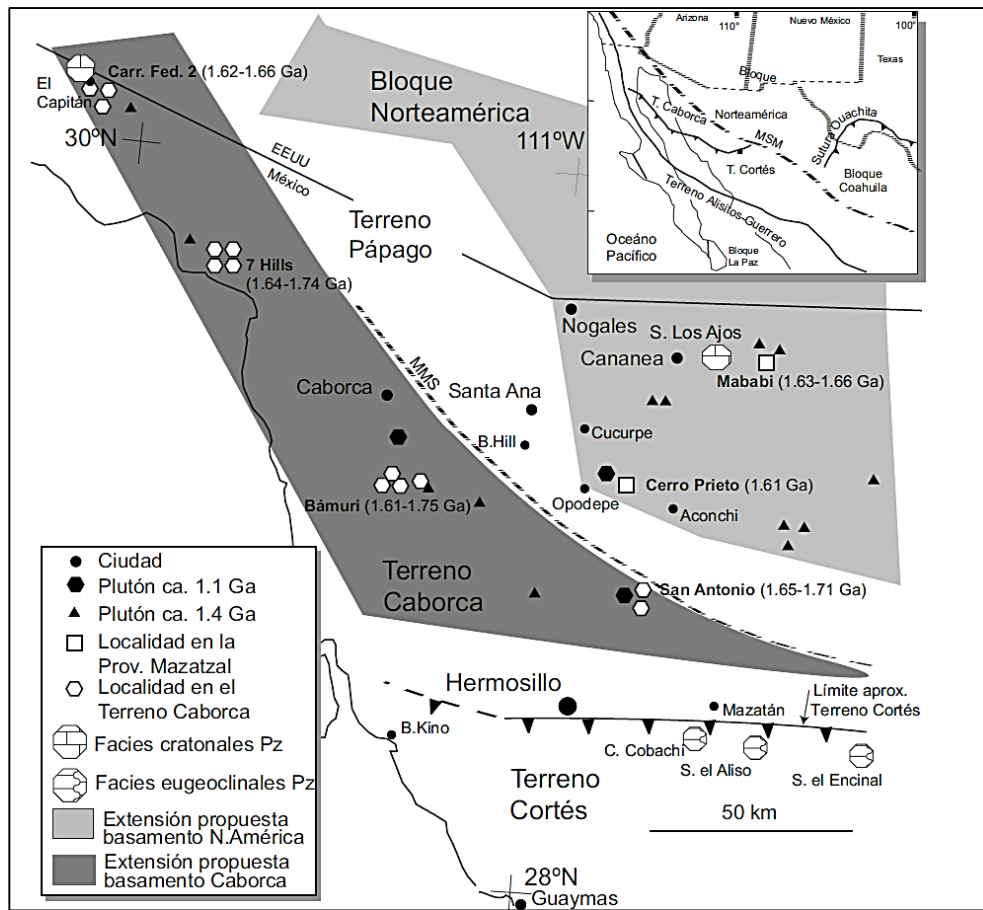 Arizona
110°
Nuevo México
100°
Texas
Bloque
Norteamérica
T. Caborca
MSM
T. Cortés
Sutura Ouachita
Bloque
Coahuila
Terreno Alisitos-Guerrero
Oceáno
Pacífico
Bloque
La Paz
El
Capitán
Carr. Fed. 2 (1.62-1.66 Ga)
30ºN
EEUU
México
Bloque
Norteamérica
111ºW
Terreno
Pápago
7 Hills
(1.64-1.74 Ga)
MMS
Nogales
S. Los Ajos
Cananea
Mababi (1.63-1.66 Ga)
Caborca
Santa Ana
B.Hill
Cucurpe
Cerro Prieto (1.61 Ga)
Opodepe
Aconchi
Bámuri (1.61-1.75 Ga)
Terreno
Caborca
San Antonio (1.65-1.71 Ga)
Hermosillo
Mazatán
Límite aprox.
Terreno Cortés
B.Kino
C. Cobachi
S. el Aliso
S. el Encinal
Terreno
Cortés
50 km
28ºN
Guaymas
Ciudad
Plutón ca. 1.1 Ga
Plutón ca. 1.4 Ga
Localidad en la
Prov. Mazatzal
Localidad en el
Terreno Caborca
Facies cratonales Pz
Facies eugeoclinales Pz
Extensión propuesta
basamento N.América
Extensión propuesta
basamento Caborca